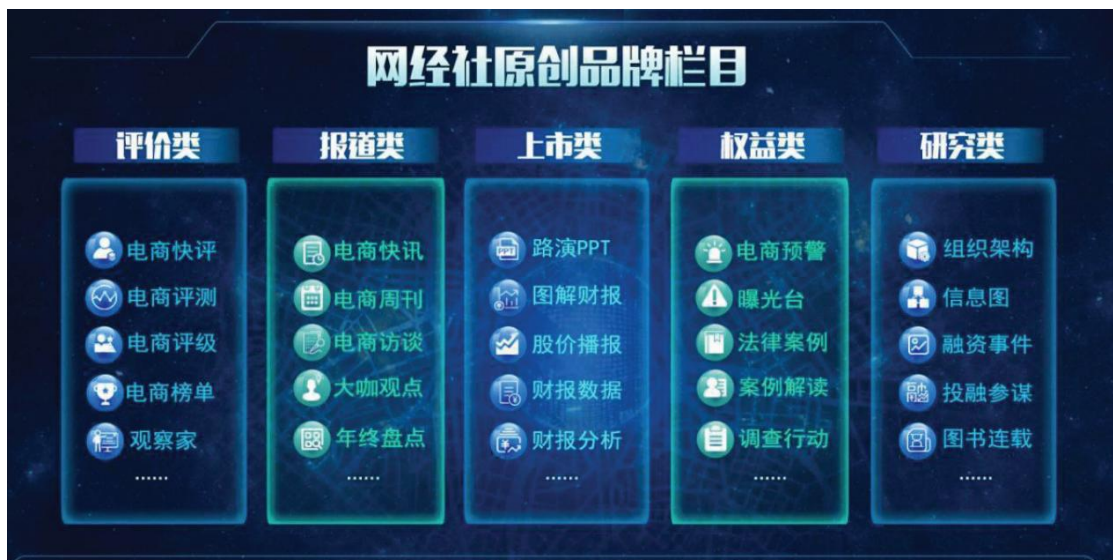 网经社原创品牌栏目
评价类
电商快评
电商评测
电商评级
电商榜单
观察家
......
报道类
电商快讯
电商周刊
电商访谈
大咖观点
年终盘点
......
上市类
PPT
路演PPT
图解财报
股价播报
财报数据
财报分析
......
权益类
电商预警
曝光台
法律案例
案例解读
调查行动
......
研究类
组织架构
信息图
融资事件
融
投融参谋
图书连载
......